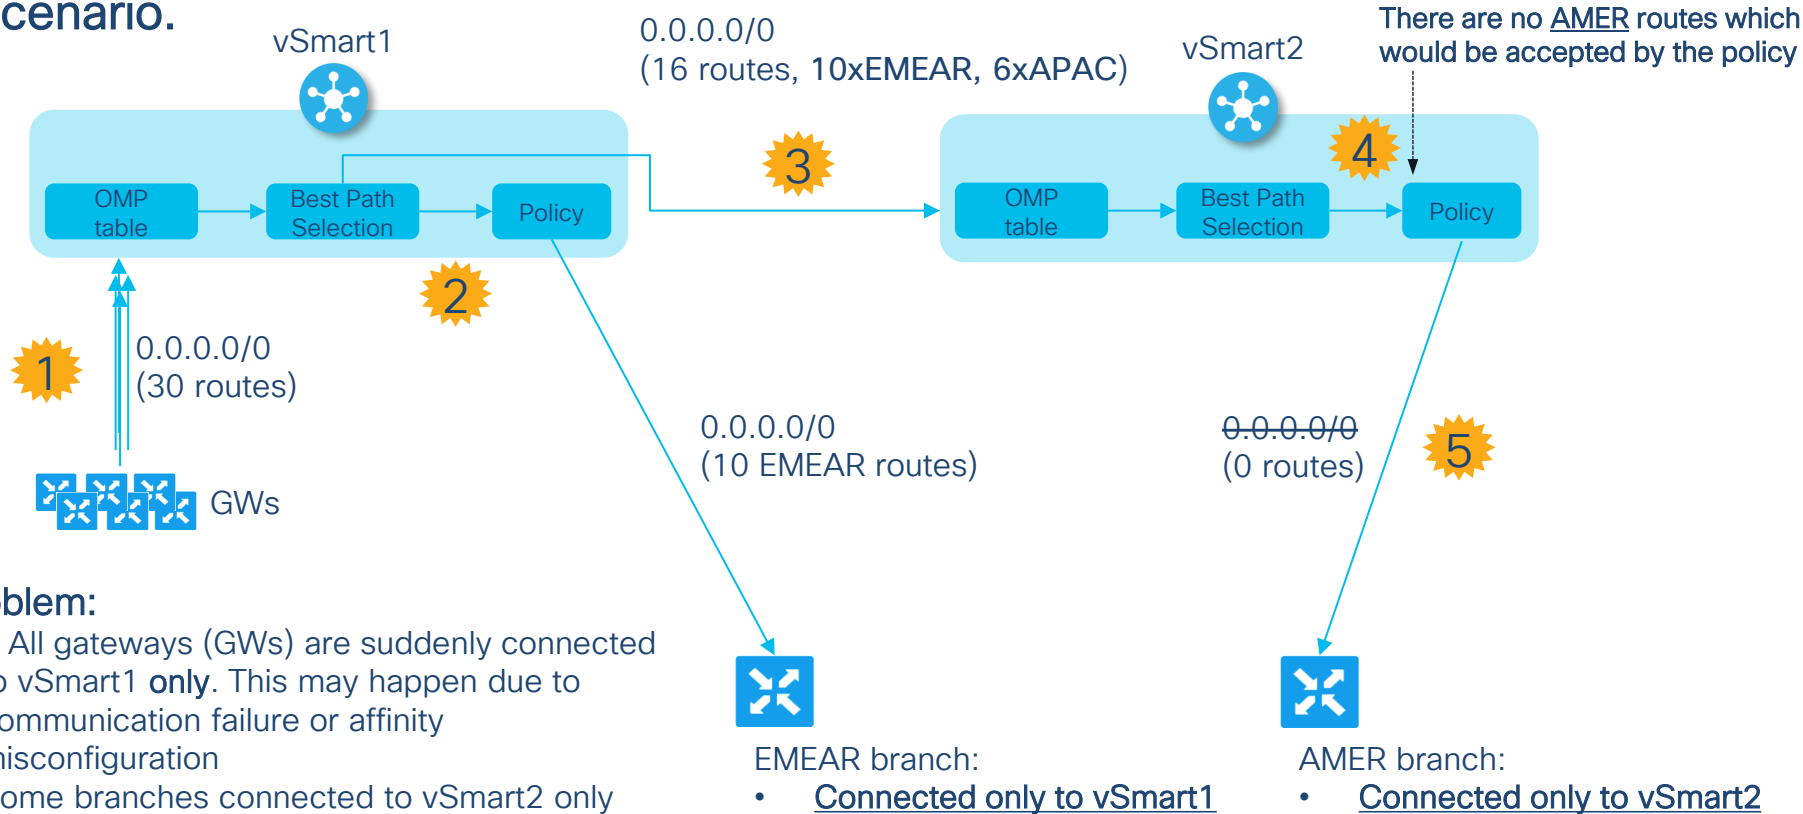 cenario.
vSmart1
0.0.0.0/0
(16 routes, 10xEMEAR, 6xAPAC)
vSmart2
There are no AMER routes which
would be accepted by the policy
OMP
table
Best Path
Selection
Policy
3
4
OMP
table
Best Path
Selection
Policy
2
1
0.0.0.0/0
(30 routes)
GWs
0.0.0.0/0
(10 EMEAR routes)
0.0.0.0/0
(0 routes)
5
blem:
All gateways (GWs) are suddenly connected
o vSmart1 only. This may happen due to
ommunication failure or affinity
nisconfiguration
ome branches connected to vSmart2 only
EMEAR branch:
• Connected only to vSmart1
AMER branch:
• Connected only to vSmart2